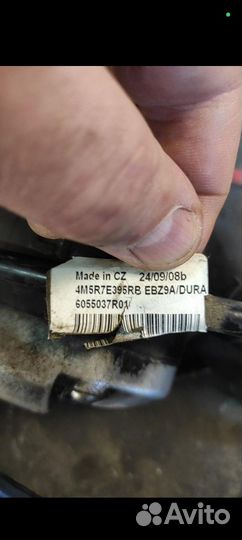 Made in CZ 24/09/08b
4M5R7E395RB EBZ9A/DURA
6055037R01
Avito